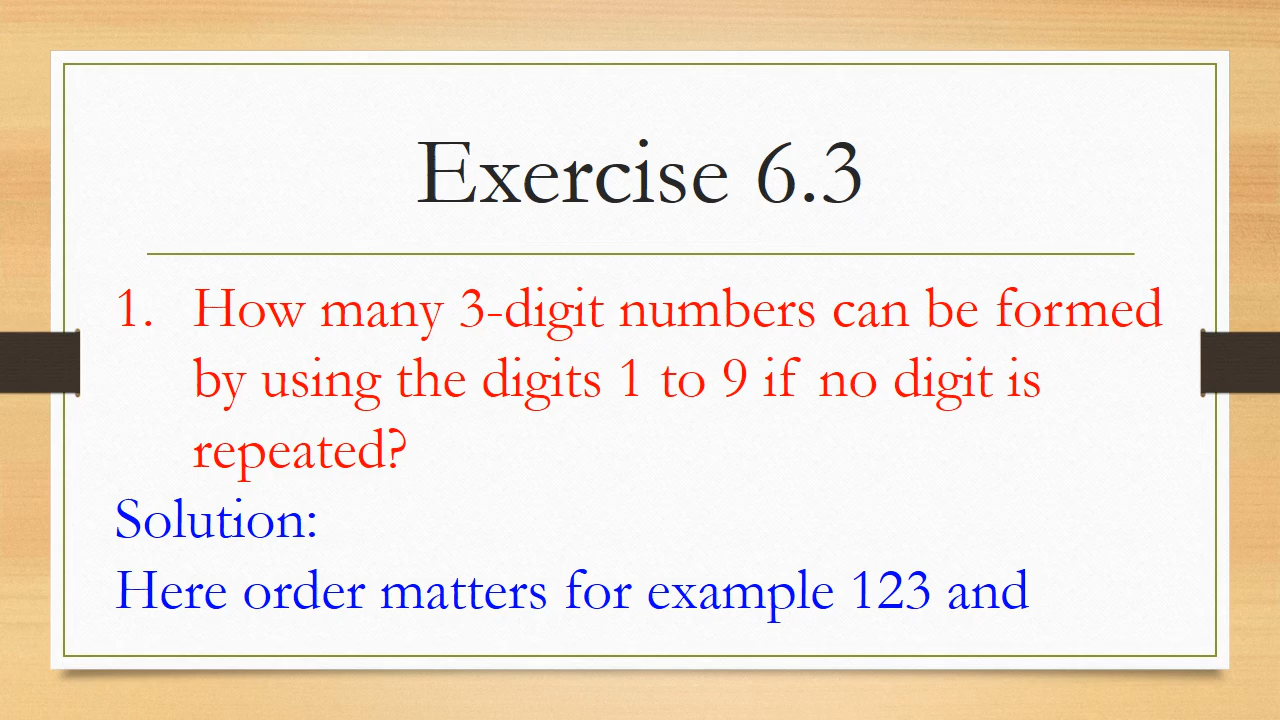 Exercise 6.3
1. How many 3-digit numbers can be formed
by using the digits 1 to 9 if no digit is
repeated?
Solution:
Here order matters for example 123 and